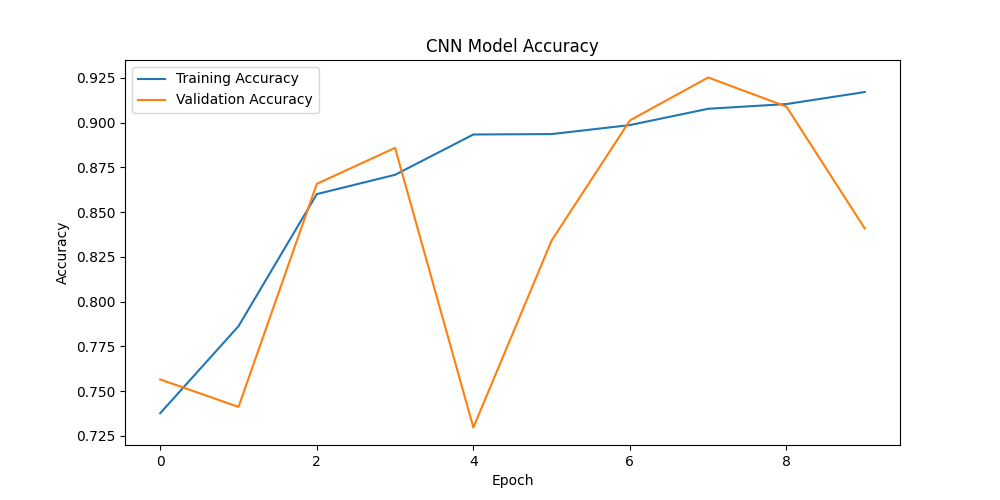 CNN Model Accuracy
Training Accuracy
Validation Accuracy
0.925
0.900
0.875
0.850
0.825
0.800
0.775
0.750
0.725
Accuracy
0 2 4 6 8
Epoch